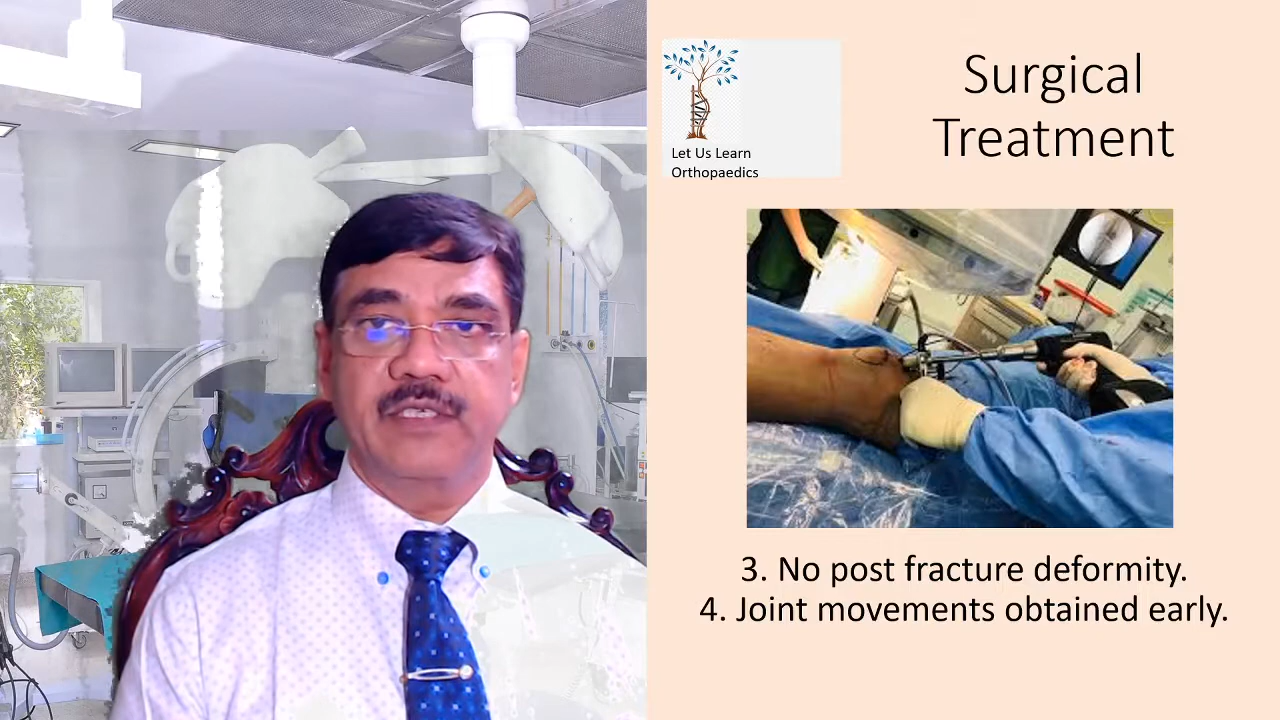 Let Us Learn
Orthopaedics
Surgical
Treatment
3. No post fracture deformity.
4. Joint movements obtained early.